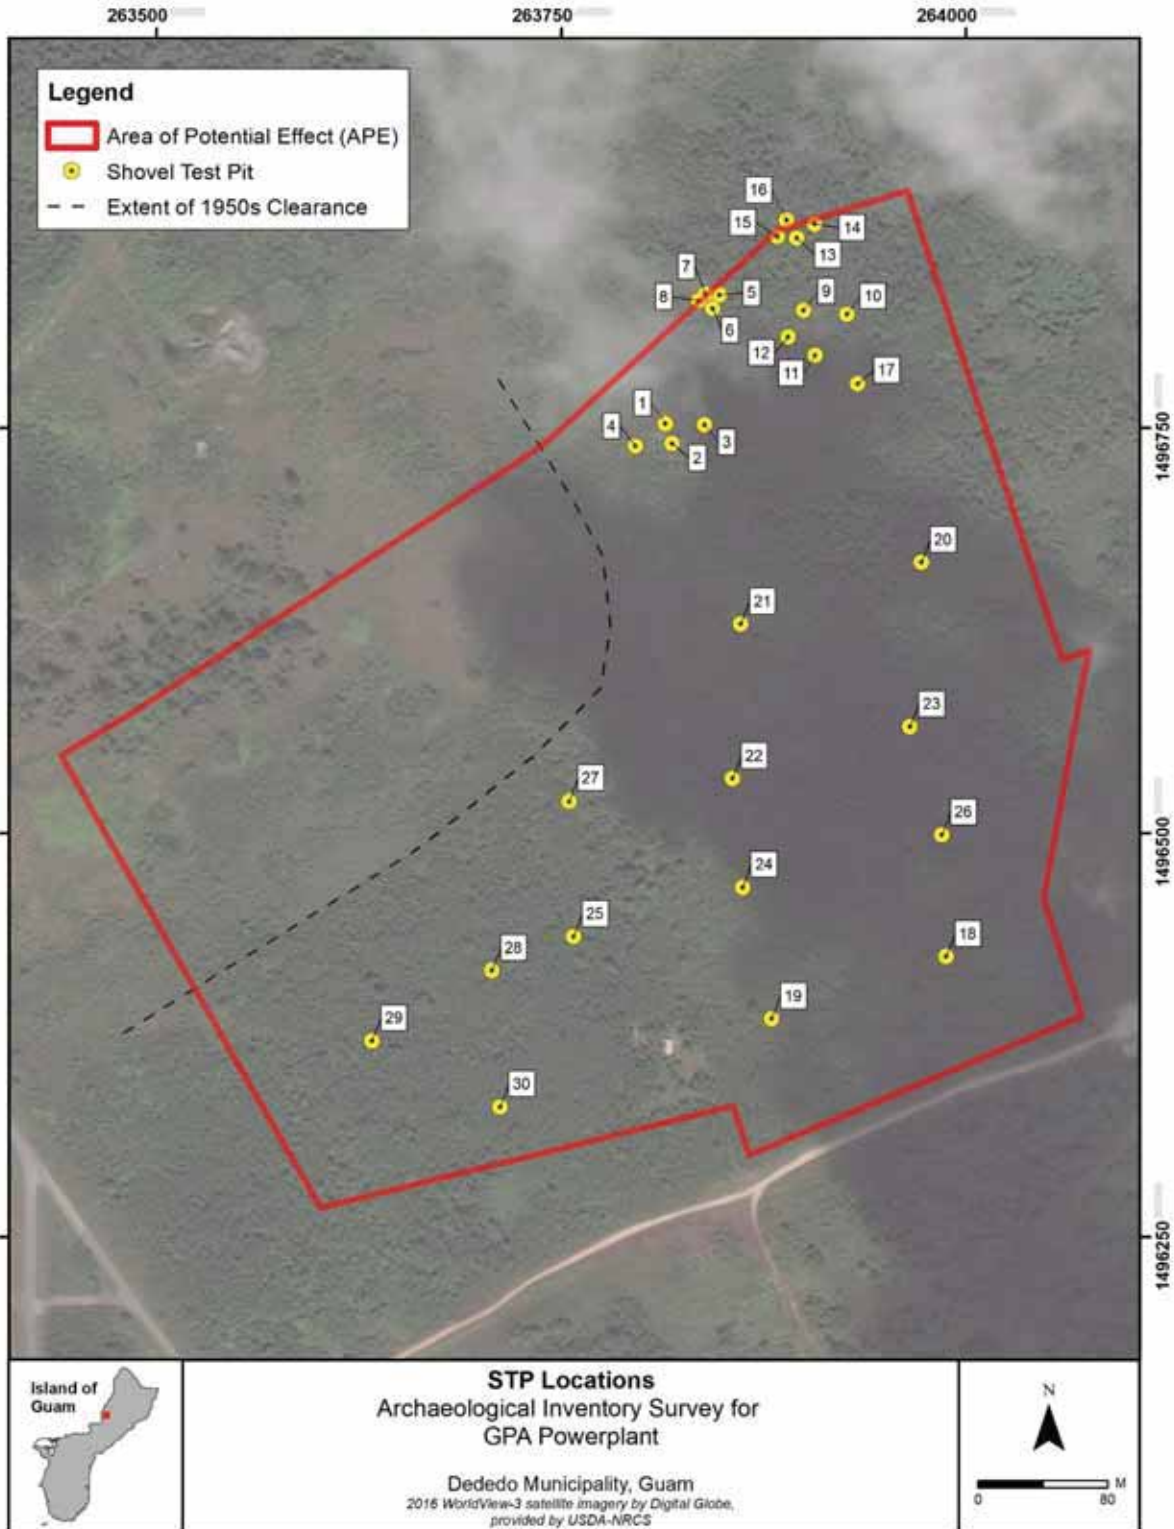 263500
263750
264000
Legend
Area of Potential Effect (APE)
Shovel Test Pit
Extent of 1950s Clearance
16
15
14
13
7
8
5
9
10
6
12
11
17
1
4
3
2
1496750
20
21
23
22
27
26
1496500
24
25
18
28
19
29
30
1496250
Island of
Guam
STP Locations
Archaeological Inventory Survey for
GPA Powerplant
Dededo Municipality, Guam
2016 WorldView-3 satellite imagery by Digital Globe,
provided by USDA-NRCS
N
M
0 80